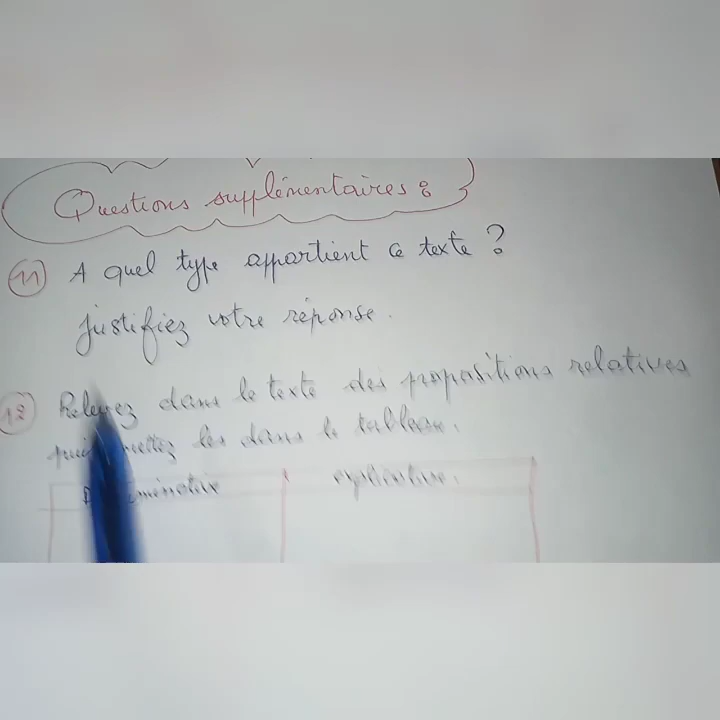 Questions supplémentaires :
11 A quel type appartient ce texte ?
justifiez votre réponse.
12 Relevez dans le texte des propositions relatives
puis mettez les dans le tableau.
explicative.